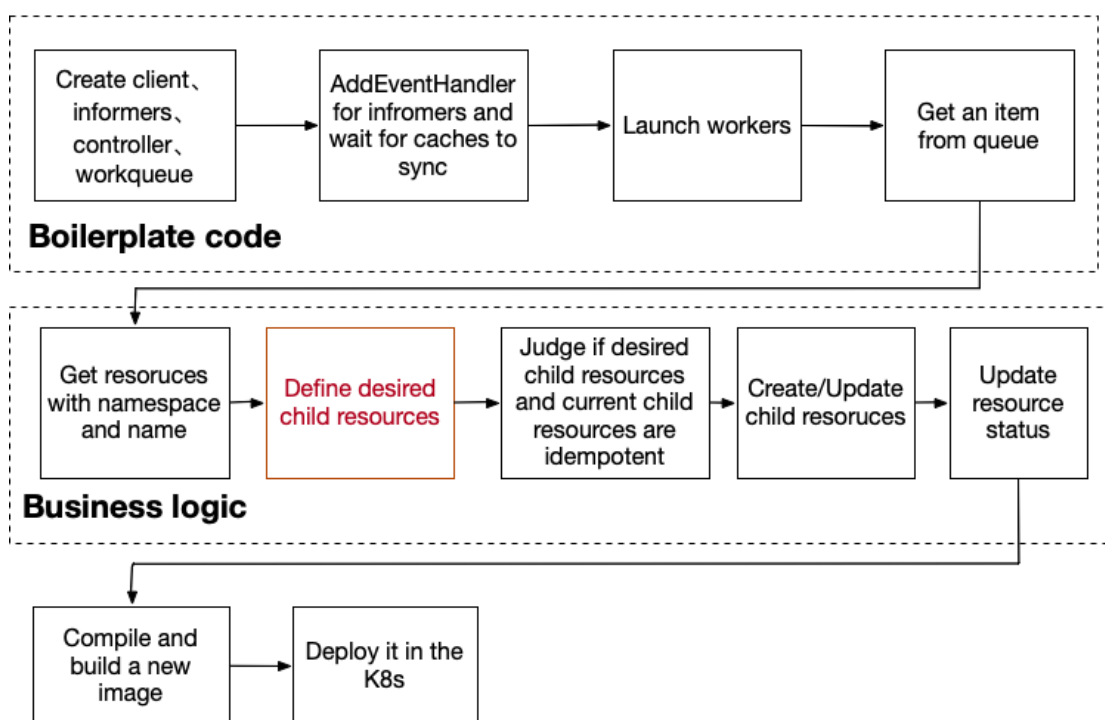 Create client、
informers、
controller、
workqueue
AddEventHandler
for infromers and
wait for caches to
sync
Launch workers
Get an item
from queue
Boilerplate code
Get resoruces
with namespace
and name
Define desired
child resources
Judge if desired
child resources
and current child
resources are
idempotent
Create/Update
child resoruces
Update
resource
status
Business logic
Compile and
build a new
image
Deploy it in the
K8s